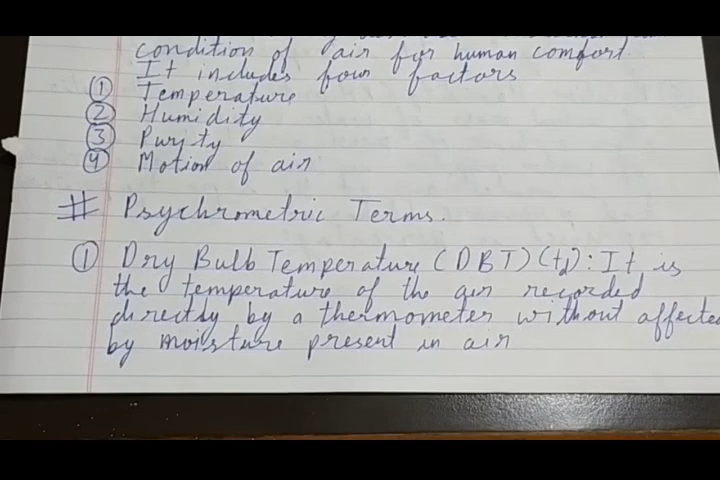 condition of air for human comfort
It includes four factors
① Temperature
② Humidity
③ Purity
④ Motion of air
# Psychrometric Terms.
① Dry Bulb Temperature (DBT) (td): It is
the temperature of the air recorded
directly by a thermometer without affected
by moisture present in air